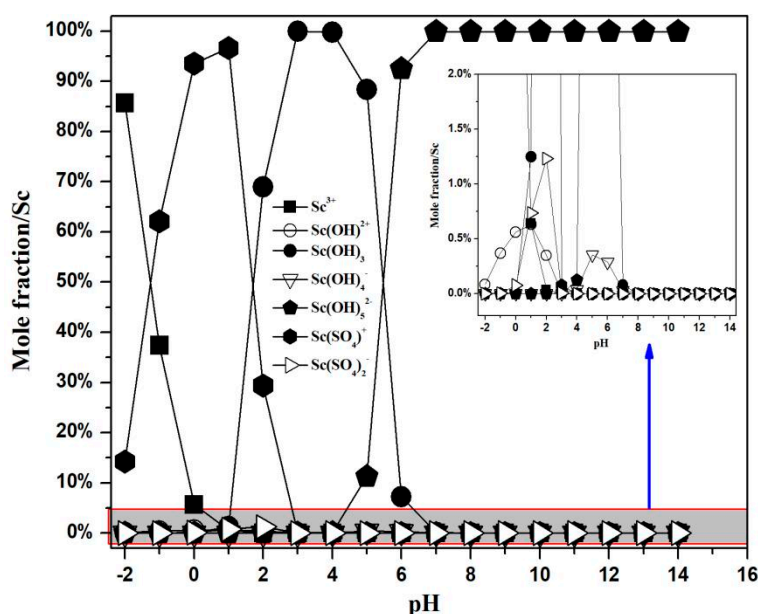 Mole fraction/Sc
100%
90%
80%
70%
60%
50%
40%
30%
20%
10%
0%
-2 0 2 4 6 8 10 12 14 16
pH
Sc³⁺
Sc(OH)²⁺
Sc(OH)₃
Sc(OH)₄⁻
Sc(OH)₅²⁻
Sc(SO₄)⁺
Sc(SO₄)₂⁻
Mole fraction/Sc
2.0%
1.5%
1.0%
0.5%
0.0%
-2 0 2 4 6 8 10 12 14
pH